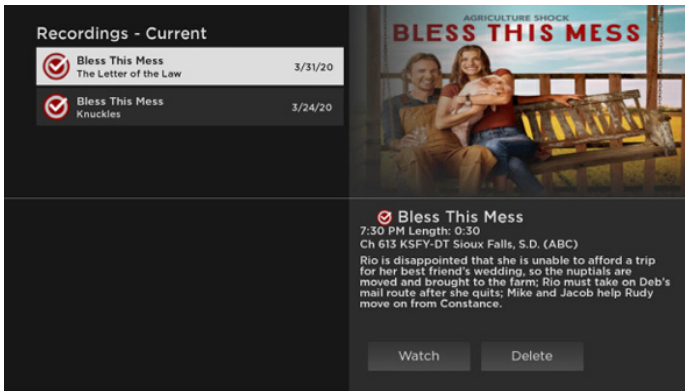 Recordings - Current
Bless This Mess
The Letter of the Law
3/31/20
Bless This Mess
Knuckles
3/24/20
AGRICULTURE SHOCK
BLESS THIS MESS
Bless This Mess
7:30 PM Length: 0:30
Ch 613 KSFY-DT Sioux Falls, S.D. (ABC)
Rio is disappointed that she is unable to afford a trip
for her best friend's wedding, so the nuptials are
moved and brought to the farm; Rio must take on Deb's
mail route after she quits; Mike and Jacob help Rudy
move on from Constance.
Watch
Delete